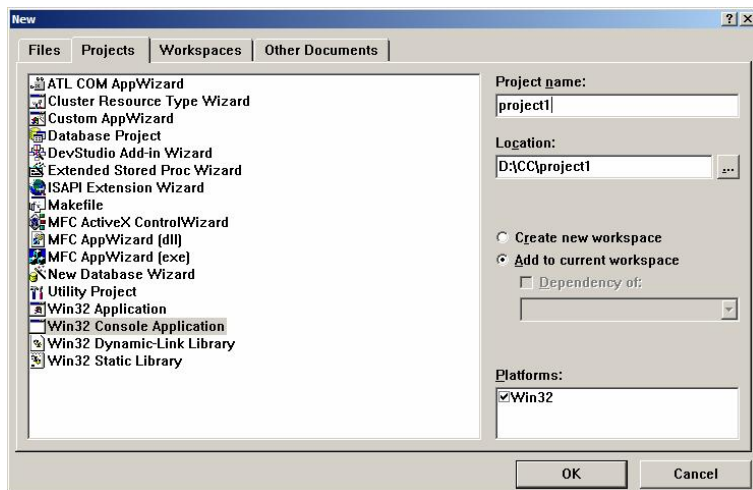 New
Files Projects Workspaces Other Documents
ATL COM AppWizard
Cluster Resource Type Wizard
Custom AppWizard
Database Project
DevStudio Add-in Wizard
Extended Stored Proc Wizard
ISAPI Extension Wizard
Makefile
MFC ActiveX ControlWizard
MFC AppWizard (dll)
MFC AppWizard (exe)
New Database Wizard
Utility Project
Win32 Application
Win32 Console Application
Win32 Dynamic-Link Library
Win32 Static Library
Project name:
project1
Location:
D:\CC\project1
...
Create new workspace
Add to current workspace
Dependency of:
Platforms:
Win32
OK Cancel